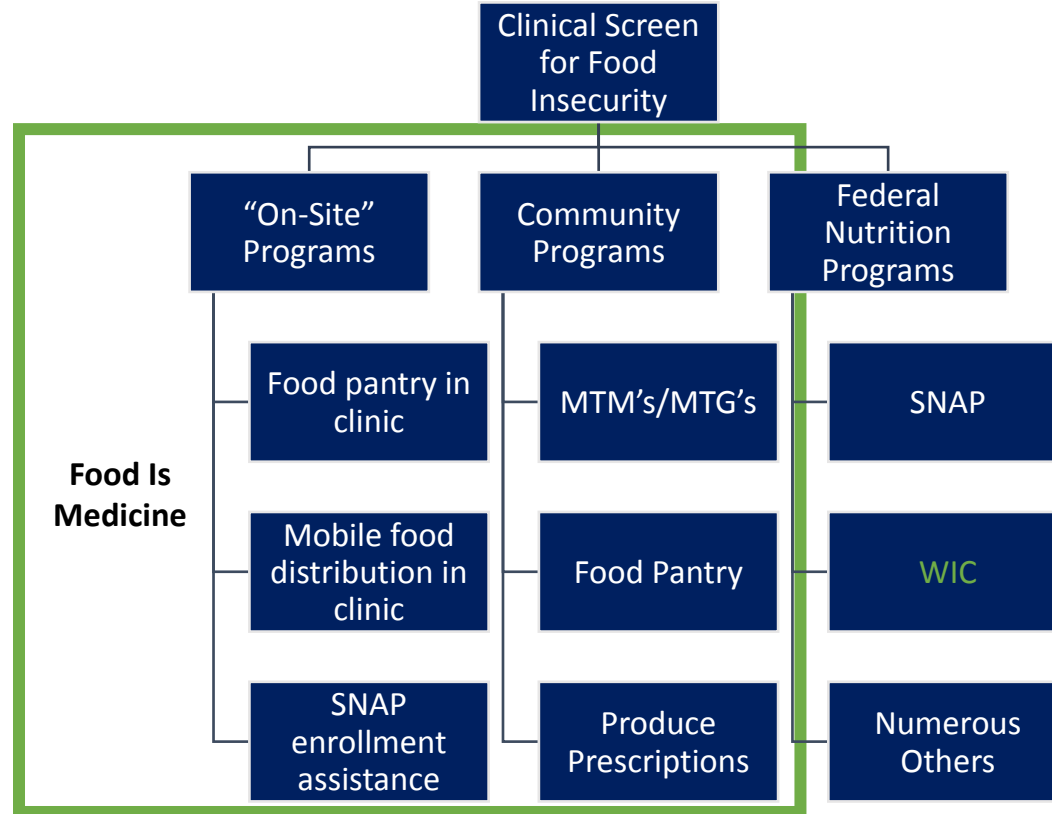 Clinical Screen
for Food
Insecurity
“On-Site”
Programs
Community
Programs
Federal
Nutrition
Programs
Food pantry in
clinic
MTM’s/MTG’s
SNAP
Food Is
Medicine
Mobile food
distribution in
clinic
Food Pantry
WIC
SNAP
enrollment
assistance
Produce
Prescriptions
Numerous
Others